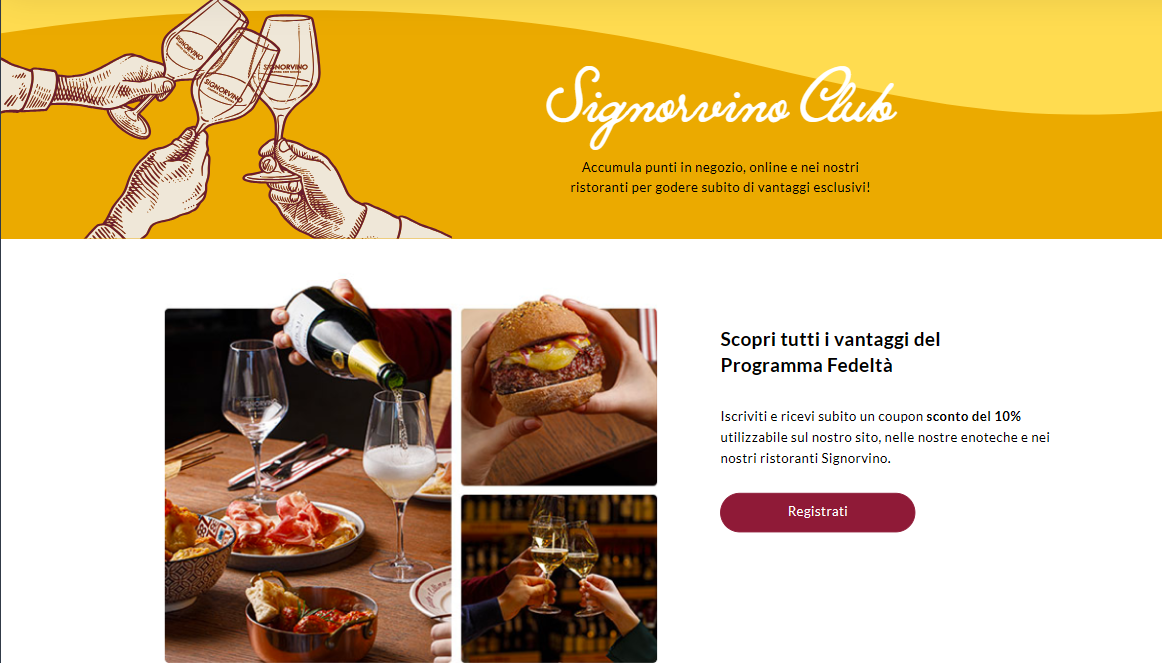 SIGNORVINO
SIGNORVINO
SIGNORVINO
Signorvino Club
Accumula punti in negozio, online e nei nostri
ristoranti per godere subito di vantaggi esclusivi!
SIGNORVINO
Scopri tutti i vantaggi del
Programma Fedeltà
Iscriviti e ricevi subito un coupon sconto del 10%
utilizzabile sul nostro sito, nelle nostre enoteche e nei
nostri ristoranti Signorvino.
Registrati